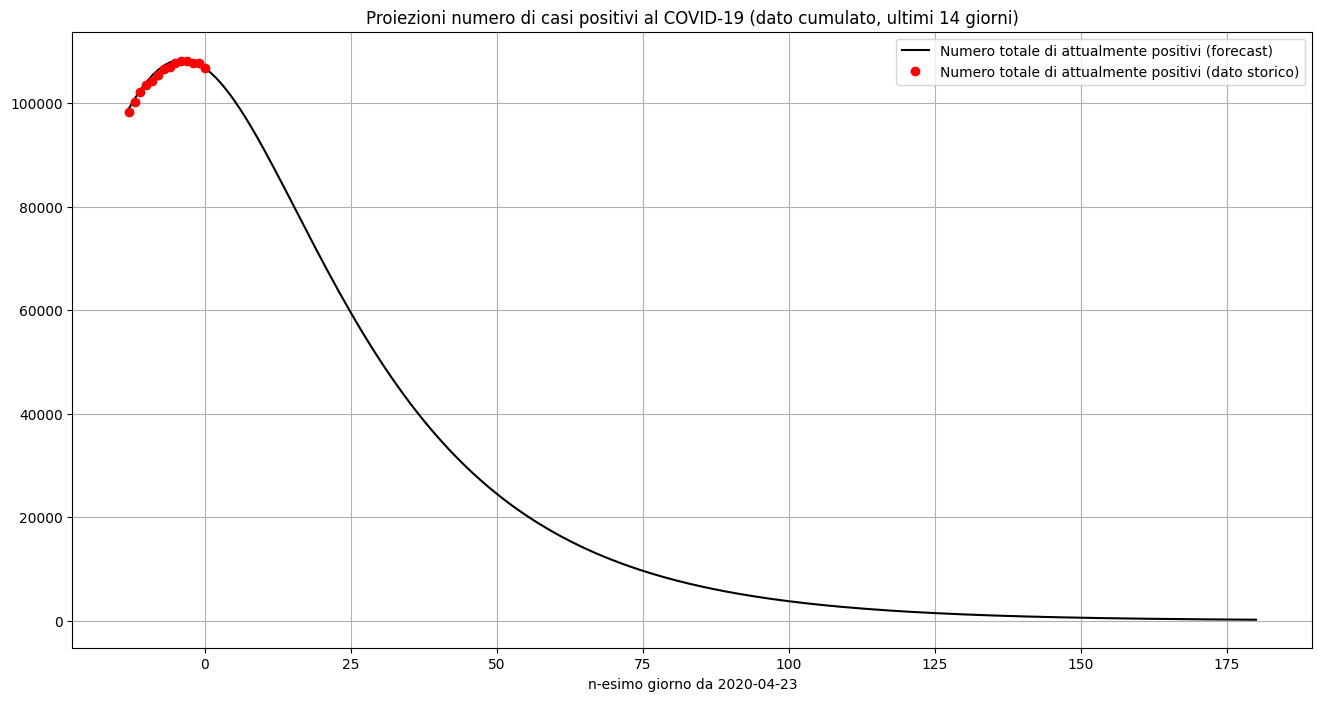 Proiezioni numero di casi positivi al COVID-19 (dato cumulato, ultimi 14 giorni)
Numero totale di attualmente positivi (forecast)
Numero totale di attualmente positivi (dato storico)
100000
80000
60000
40000
20000
0
0 25 50 75 100 125 150 175
n-esimo giorno da 2020-04-23